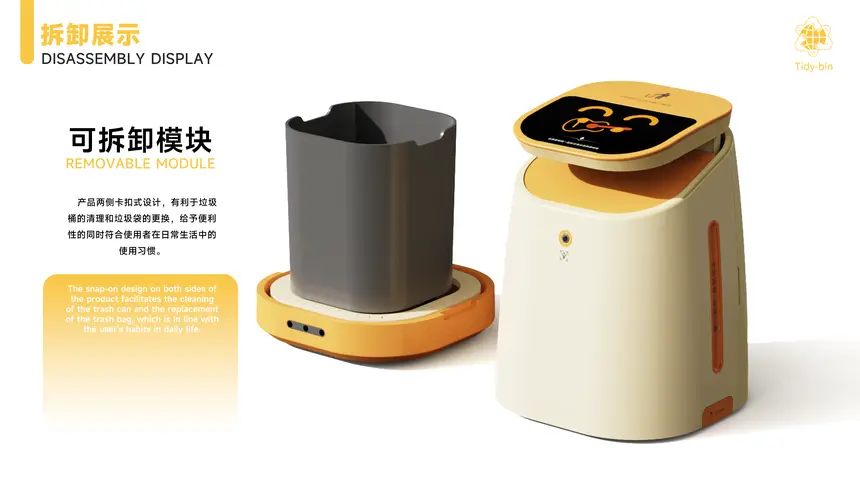 拆卸展示
DISASSEMBLY DISPLAY
Tidy-bin
可拆卸模块
REMOVABLE MODULE
产品两侧卡扣式设计，有利于垃圾
桶的清理和垃圾袋的更换，给予便利
性的同时符合使用者在日常生活中的
使用习惯。
The snap-on design on both sides of
the product facilitates the cleaning
of the trash can and the replacement
of the srash bag, which is in line with
the user's habits in daily life.